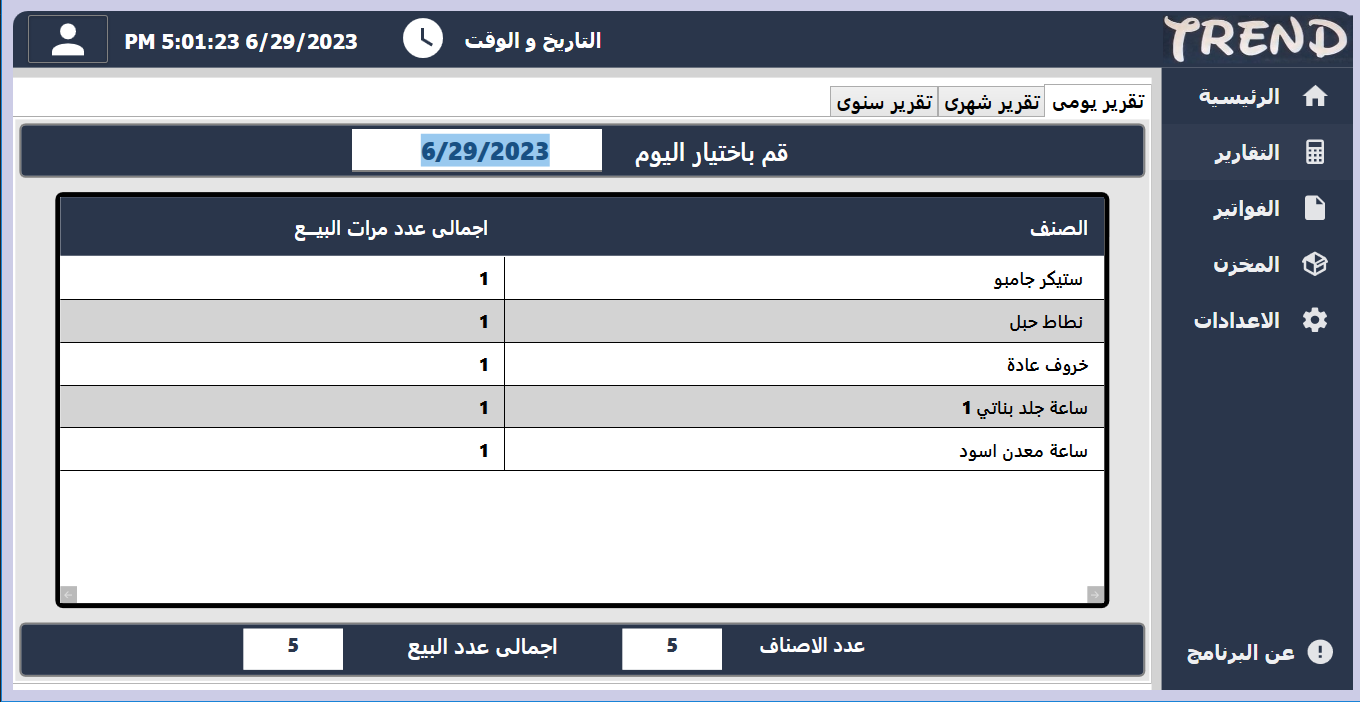 TREND
التاريخ و الوقت
PM 5:01:23 6/29/2023
الرئيسية
التقارير
الفواتير
المخزن
الاعدادات
عن البرنامج
تقرير يومى تقرير شهرى تقرير سنوى
قم باختيار اليوم 6/29/2023
الصنف اجمالى عدد مرات البيــع
ستيكر جامبو 1
نطاط حبل 1
خروف عادة 1
ساعة جلد بناتي 1 1
ساعة معدن اسود 1
عدد الاصناف 5 اجمالى عدد البيع 5